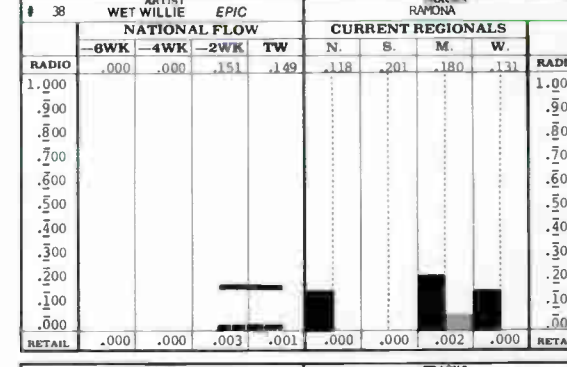 # 38 WET WILLIE EPIC RAMONA
NATIONAL FLOW CURRENT REGIONALS
-6WK -4WK -2WK TW N. S. M. W.
RADIO .000 .000 .151 .149 .118 .201 .180 .131
1.000
.900
.800
.700
.600
.500
.400
.300
.200
.100
.000
RETAIL .000 .000 .003 .001 .000 .000 .002 .000